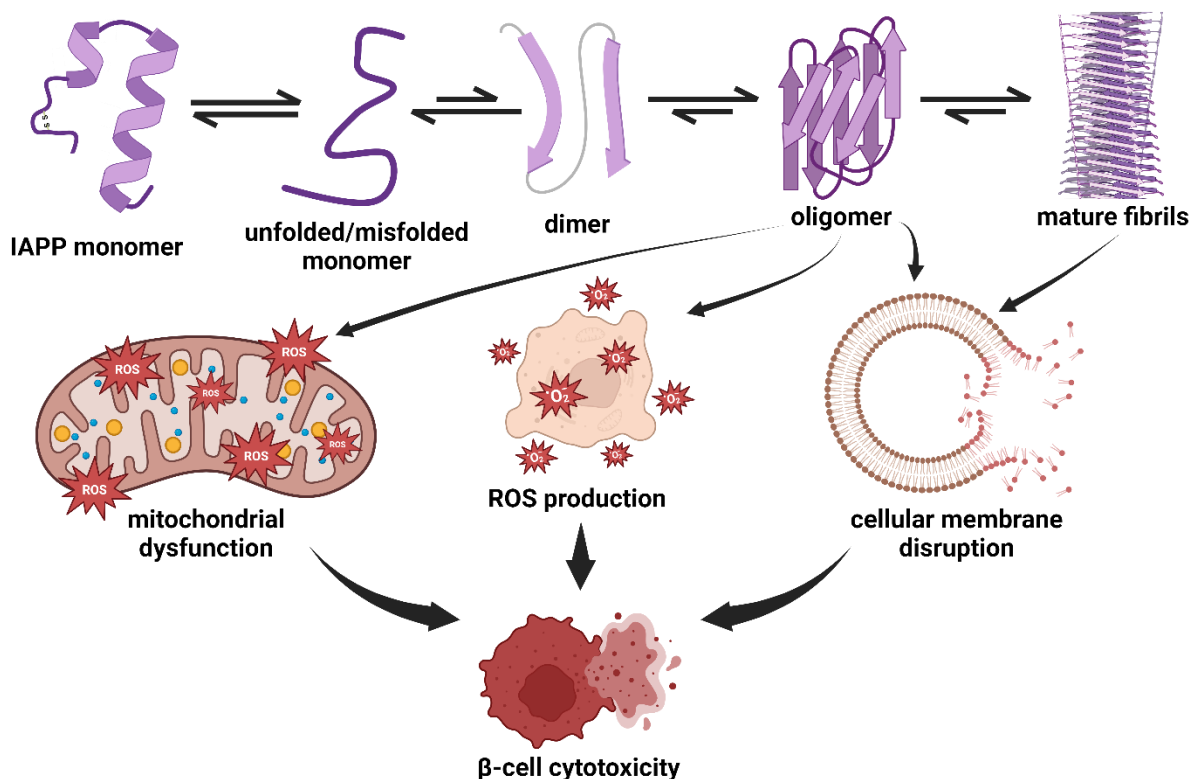 S
S
IAPP monomer
unfolded/misfolded
monomer
dimer
oligomer
mature fibrils
ROS
ROS
ROS
ROS
ROS
ROS
˙O₂⁻
˙O₂⁻
˙O₂⁻
˙O₂⁻
˙O₂⁻
˙O₂⁻
˙O₂⁻
mitochondrial
dysfunction
ROS production
cellular membrane
disruption
β-cell cytotoxicity